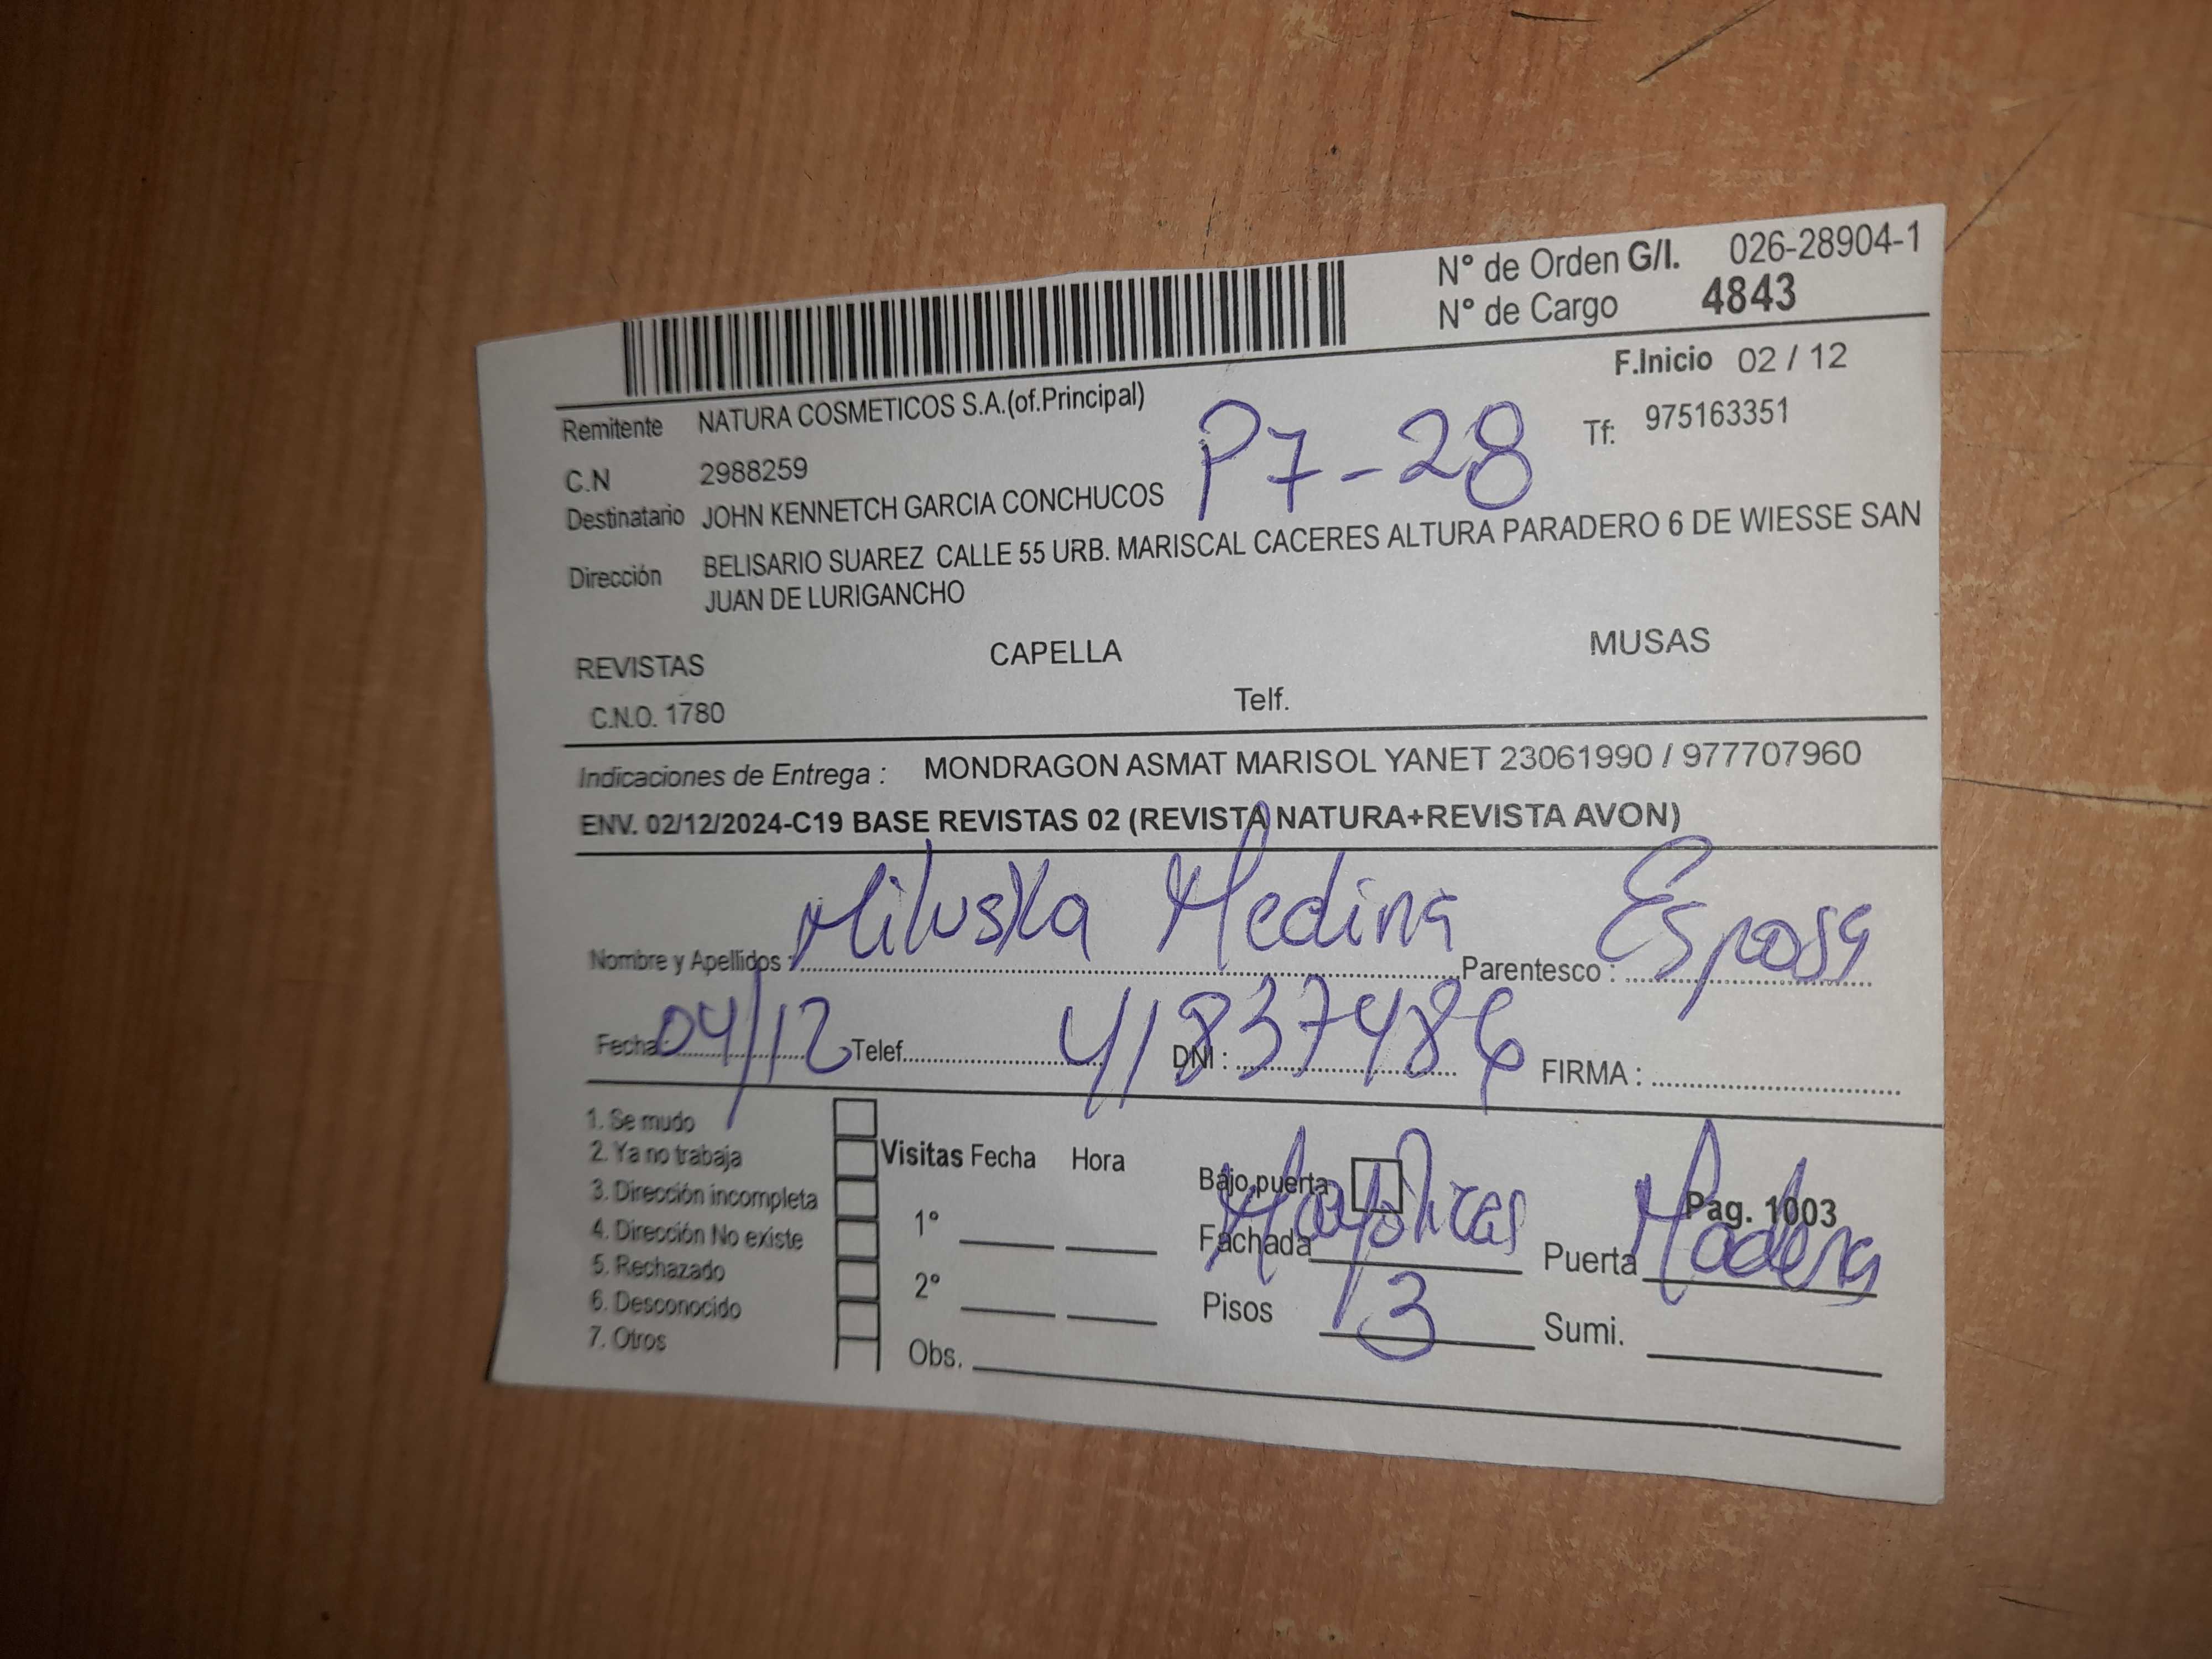 N° de Orden G/I. 026-28904-1
N° de Cargo 4843
F.Inicio 02 / 12
Remitente NATURA COSMETICOS S.A.(of.Principal)
Tf: 975163351
P7-28
C.N 2988259
Destinatario JOHN KENNETCH GARCIA CONCHUCOS
Dirección BELISARIO SUAREZ CALLE 55 URB. MARISCAL CACERES ALTURA PARADERO 6 DE WIESSE SAN
JUAN DE LURIGANCHO
REVISTAS CAPELLA MUSAS
C.N.O. 1780 Telf.
Indicaciones de Entrega : MONDRAGON ASMAT MARISOL YANET 23061990 / 977707960
ENV. 02/12/2024-C19 BASE REVISTAS 02 (REVISTA NATURA+REVISTA AVON)
Nombre y Apellidos : Miluska Medina Parentesco : Esposa
Fecha: 04/12 Telef. DNI : 41837486 FIRMA :
1. Se mudo
2. Ya no trabaja
3. Dirección incompleta
4. Dirección No existe
5. Rechazado
6. Desconocido
7. Otros
Visitas Fecha Hora
1°
2°
Obs.
Bajo puerta
Pag. 1003
Fachada Mayolicas Puerta Madera
Pisos 3 Sumi.